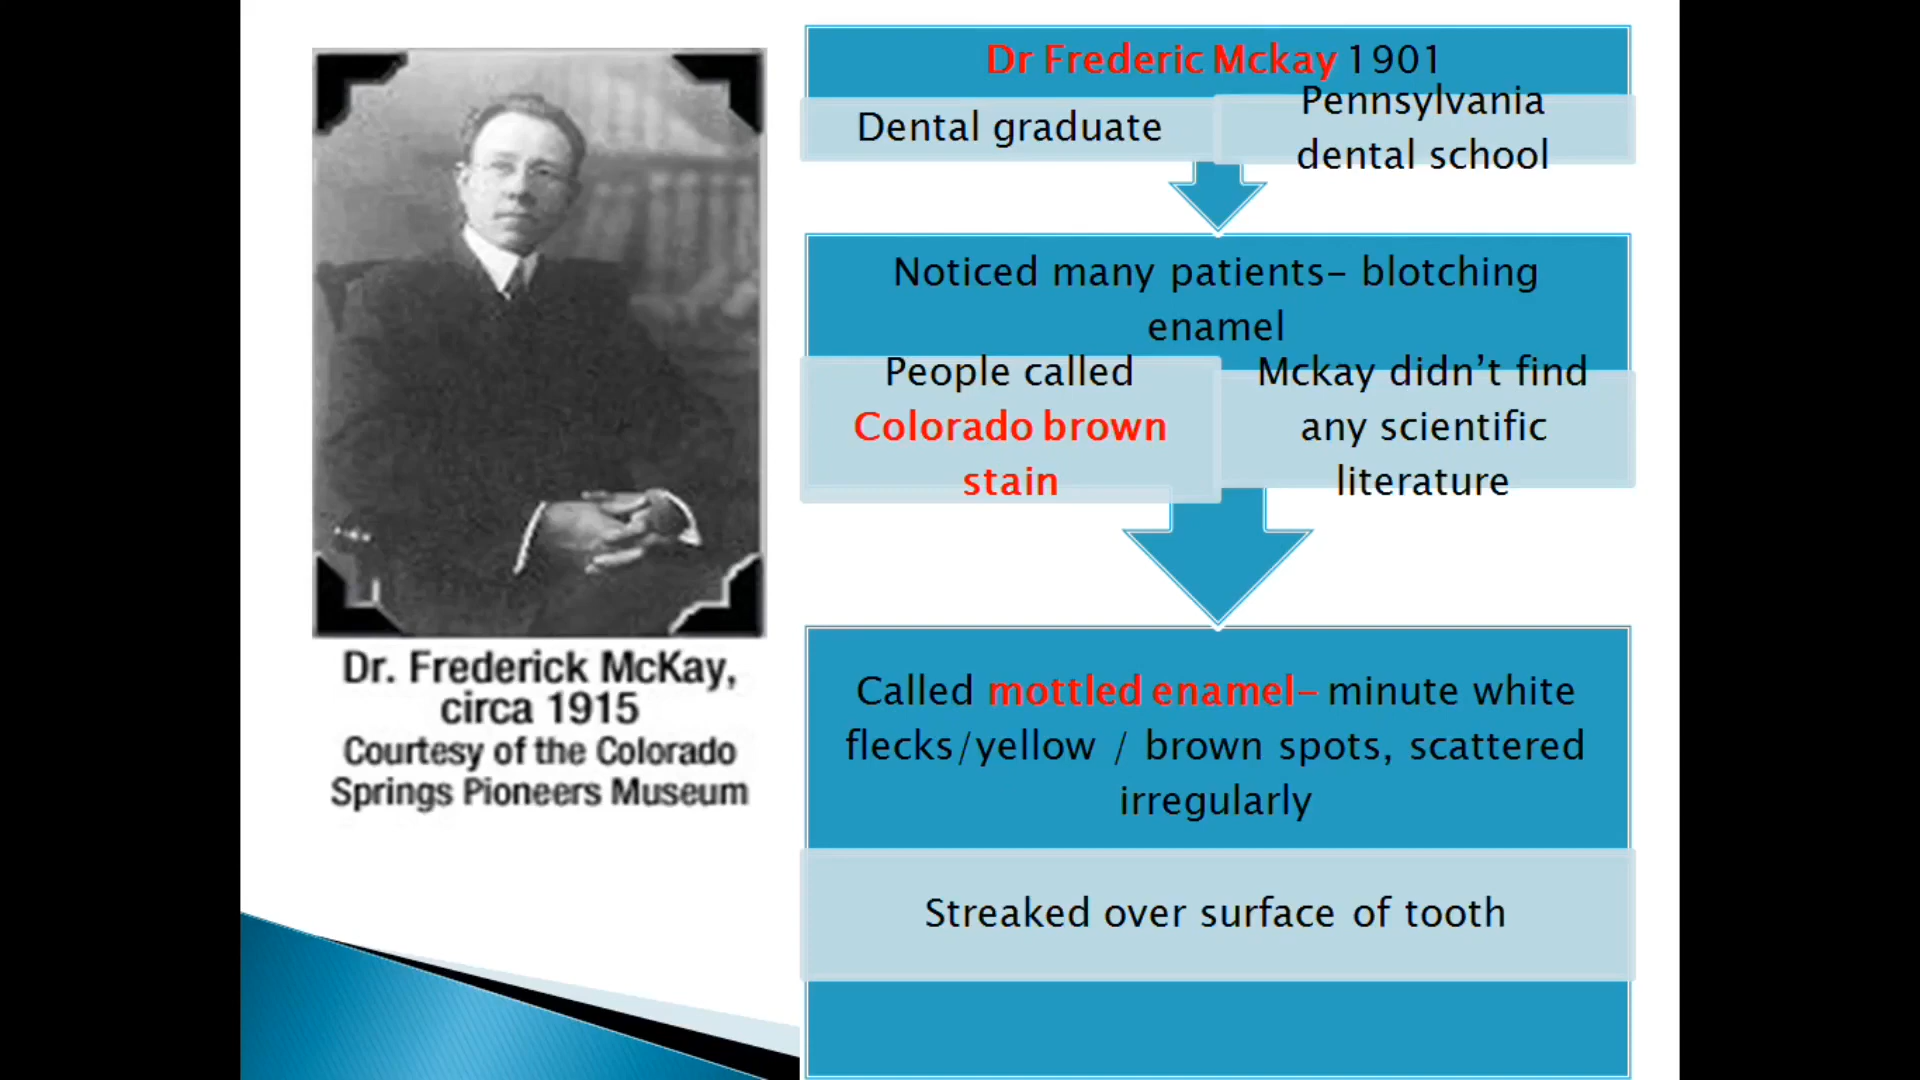 Dr. Frederick McKay,
circa 1915
Courtesy of the Colorado
Springs Pioneers Museum
Dr Frederic Mckay 1901
Dental graduate
Pennsylvania
dental school
Noticed many patients– blotching
enamel
People called
Colorado brown
stain
Mckay didn’t find
any scientific
literature
Called mottled enamel– minute white
flecks/yellow / brown spots, scattered
irregularly
Streaked over surface of tooth